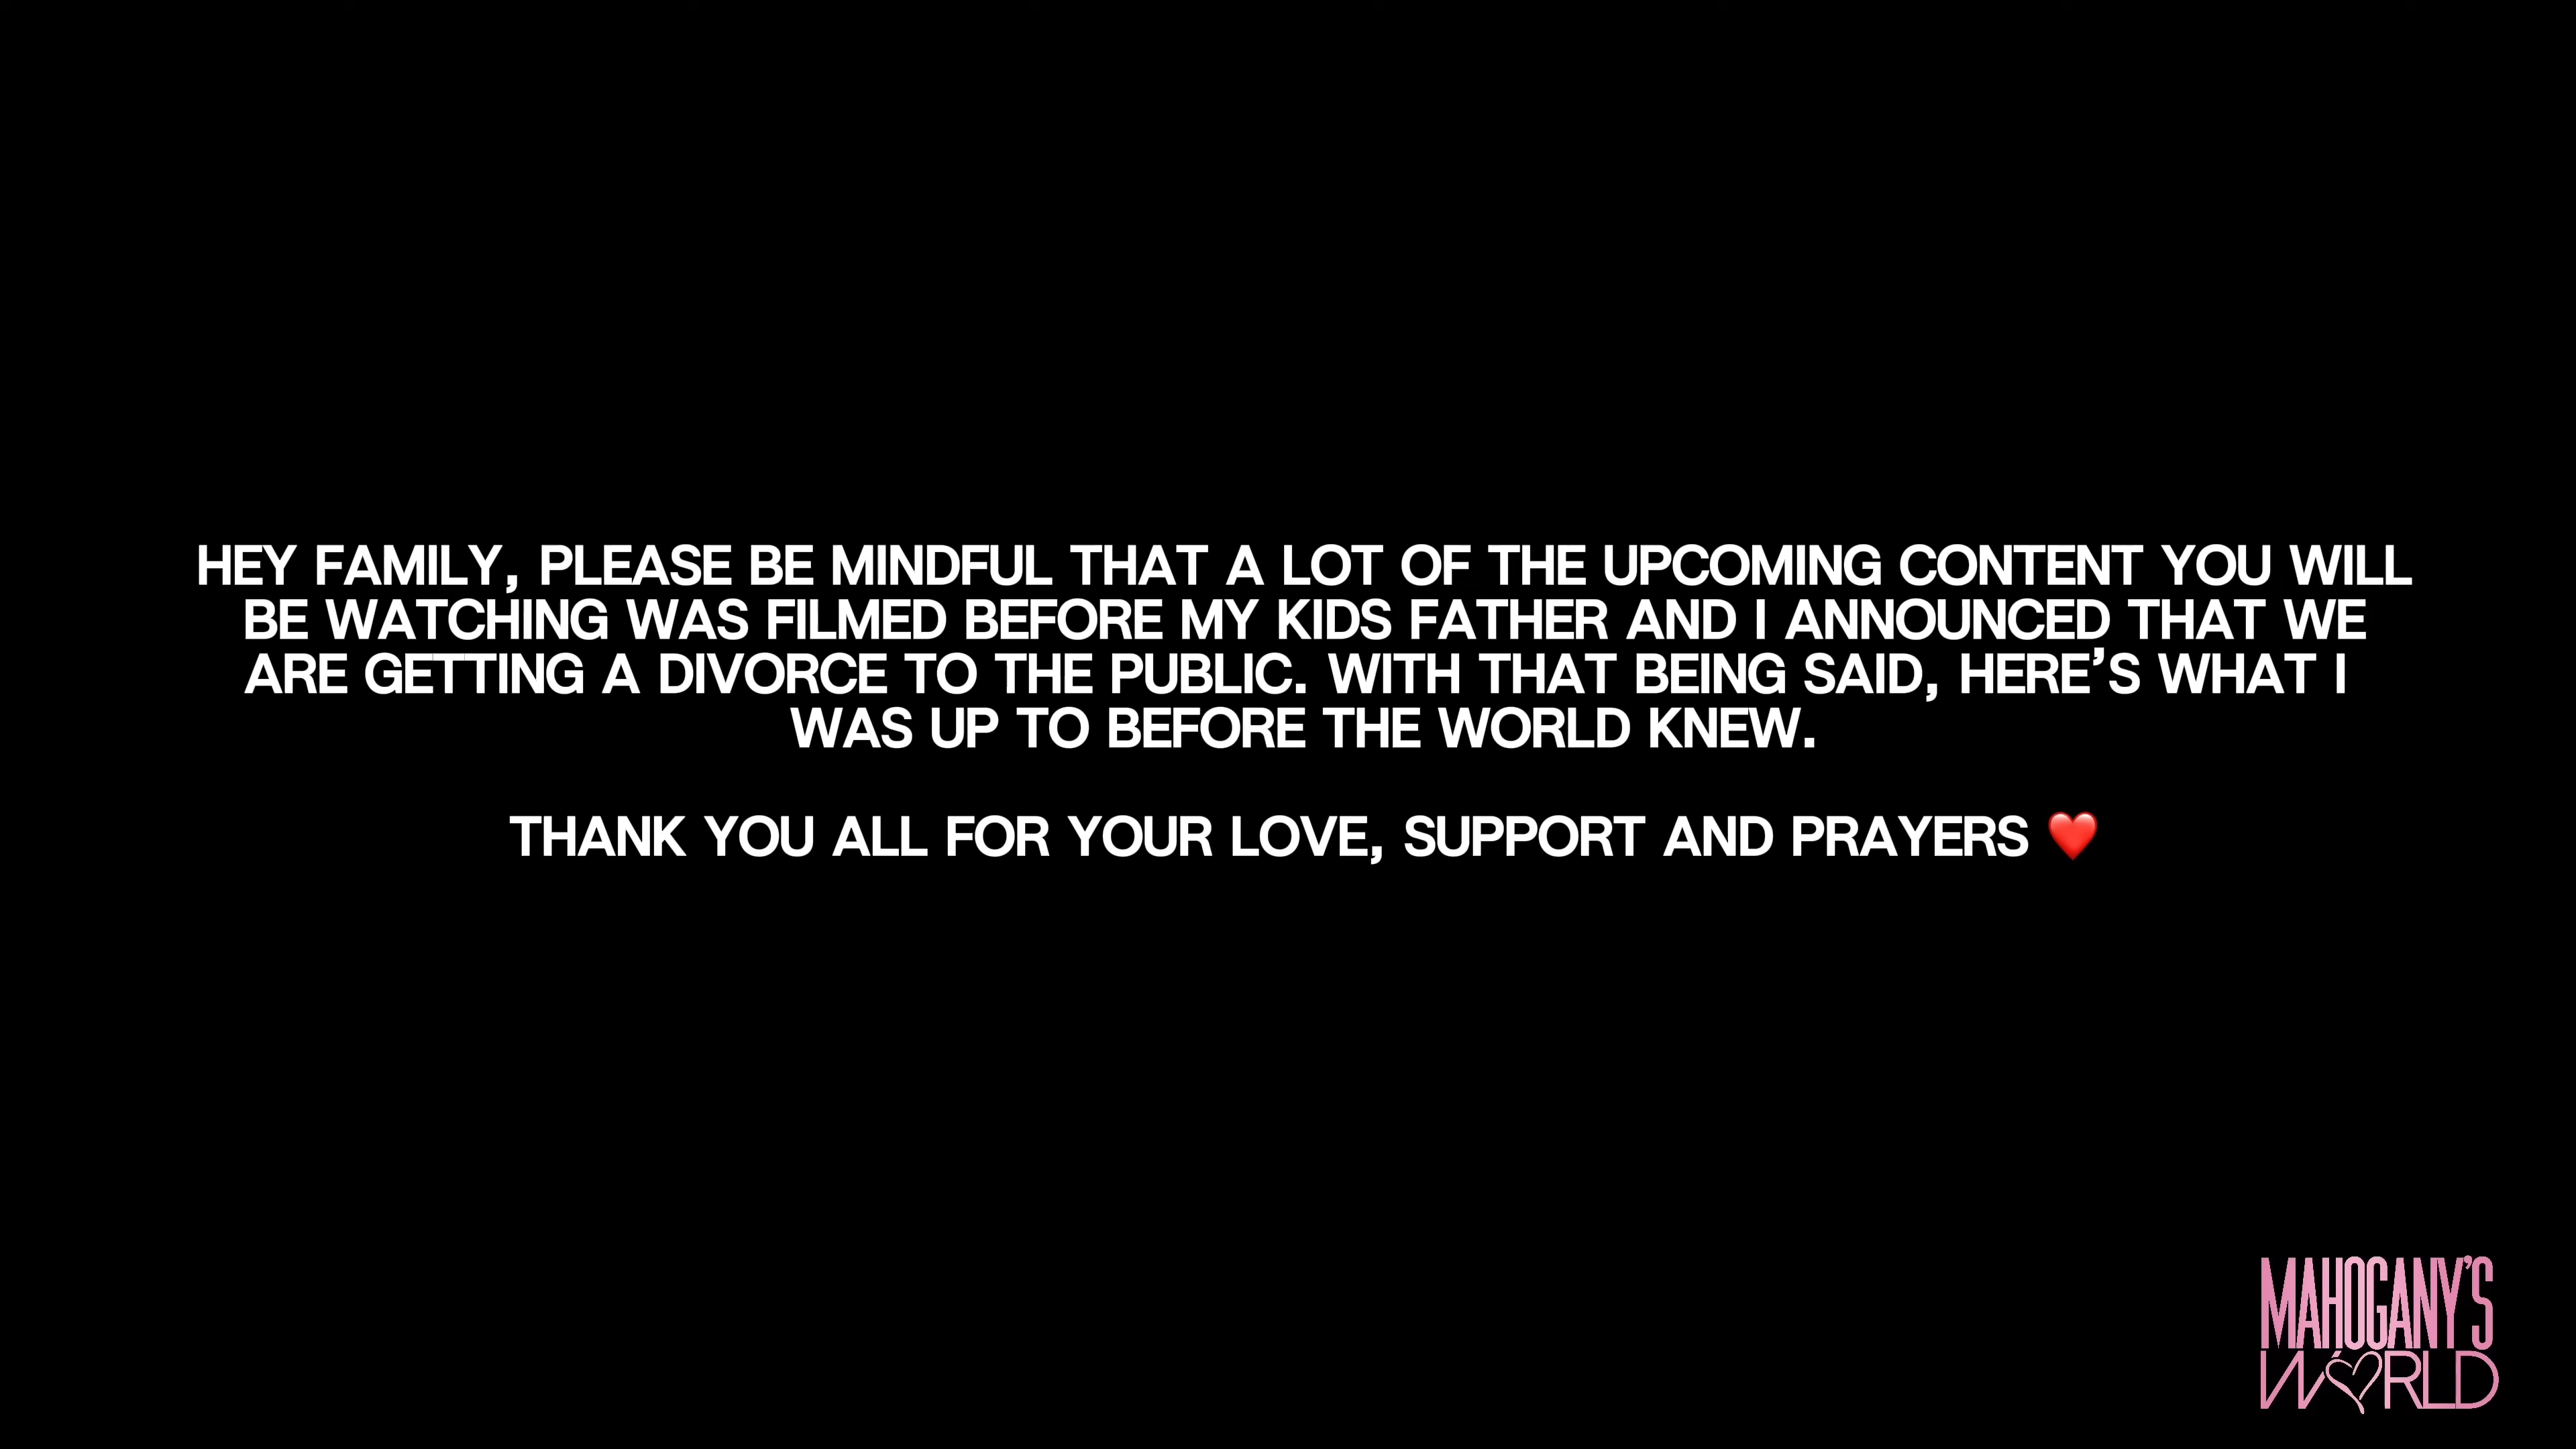 HEY FAMILY, PLEASE BE MINDFUL THAT A LOT OF THE UPCOMING CONTENT YOU WILL
BE WATCHING WAS FILMED BEFORE MY KIDS FATHER AND I ANNOUNCED THAT WE
ARE GETTING A DIVORCE TO THE PUBLIC. WITH THAT BEING SAID, HERE’S WHAT I
WAS UP TO BEFORE THE WORLD KNEW.
THANK YOU ALL FOR YOUR LOVE, SUPPORT AND PRAYERS ❤️
MAHOGANY'S
WORLD